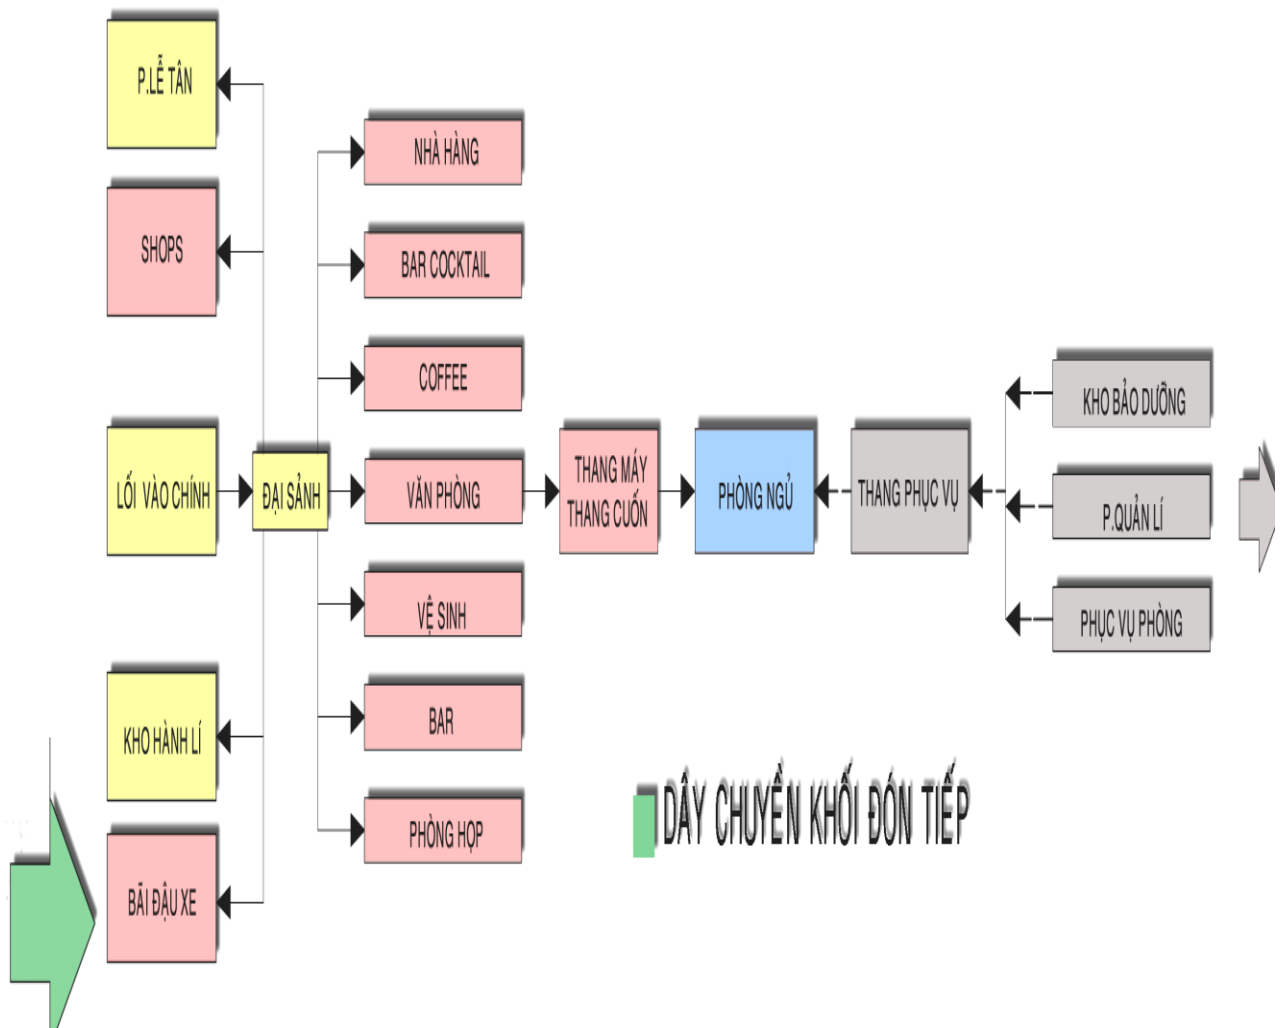 P.LỄ TÂN
SHOPS
LỐI VÀO CHÍNH
KHO HÀNH LÍ
BÃI ĐẬU XE
ĐẠI SẢNH
NHÀ HÀNG
BAR COCKTAIL
COFFEE
VĂN PHÒNG
VỆ SINH
BAR
PHÒNG HỌP
THANG MÁY
THANG CUỐN
PHÒNG NGỦ
THANG PHỤC VỤ
KHO BẢO DƯỠNG
P.QUẢN LÍ
PHỤC VỤ PHÒNG
DÂY CHUYỀN KHỐI ĐÓN TIẾP